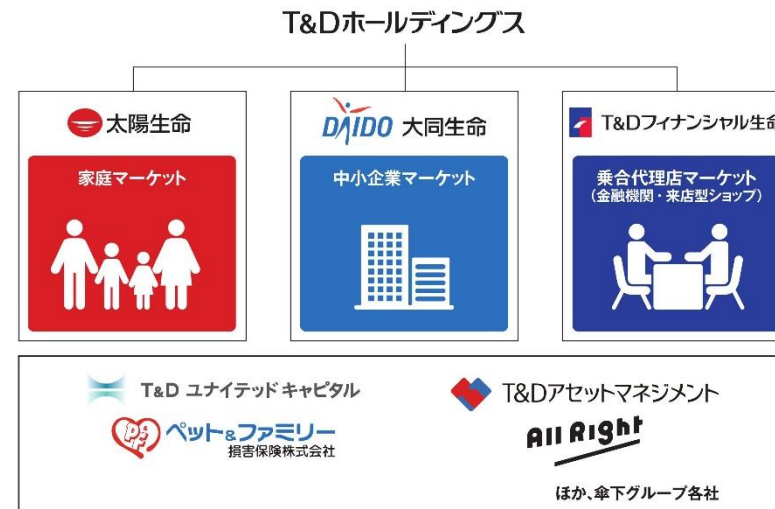 T&Dホールディングス
太陽生命
DAIDO 大同生命
T&Dフィナンシャル生命
家庭マーケット
中小企業マーケット
乗合代理店マーケット
(金融機関・来店型ショップ)
T&D ユナイテッドキャピタル
T&Dアセットマネジメント
P&F
ペット&ファミリー
損害保険株式会社
All Right
ほか、傘下グループ各社